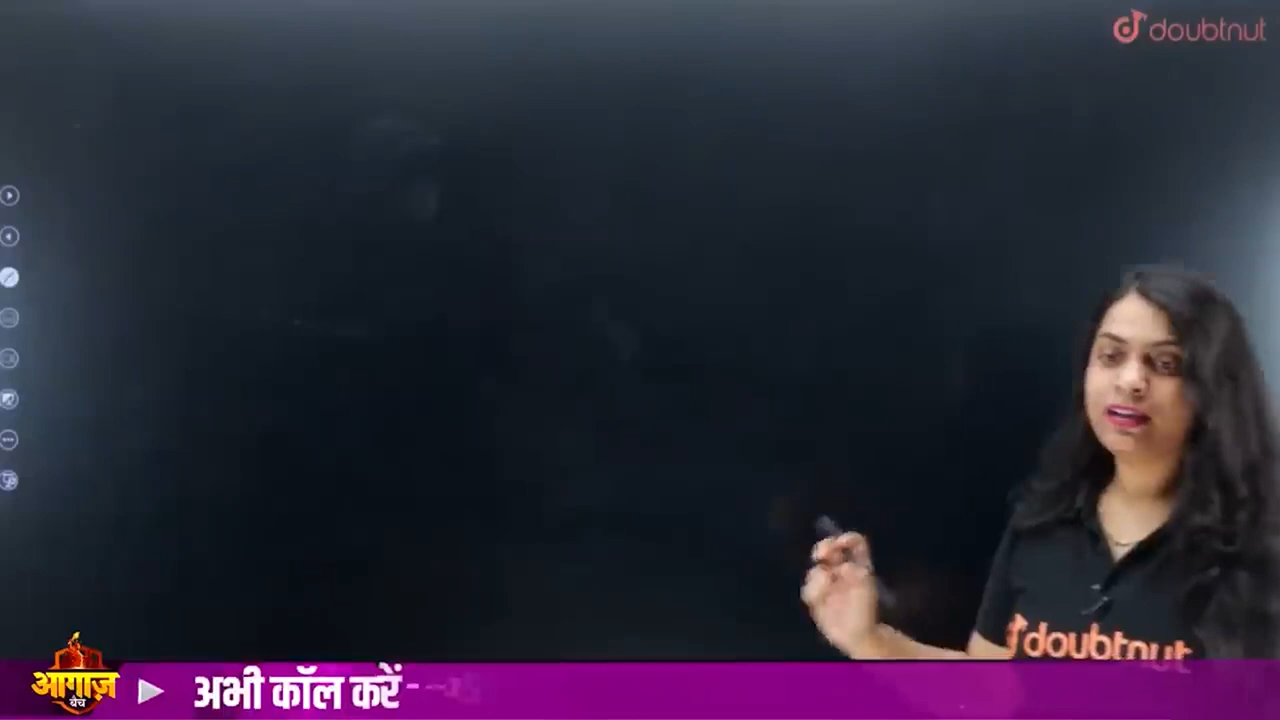 doubtnut
doubtnut
आगाज़
बैच
अभी कॉल करें